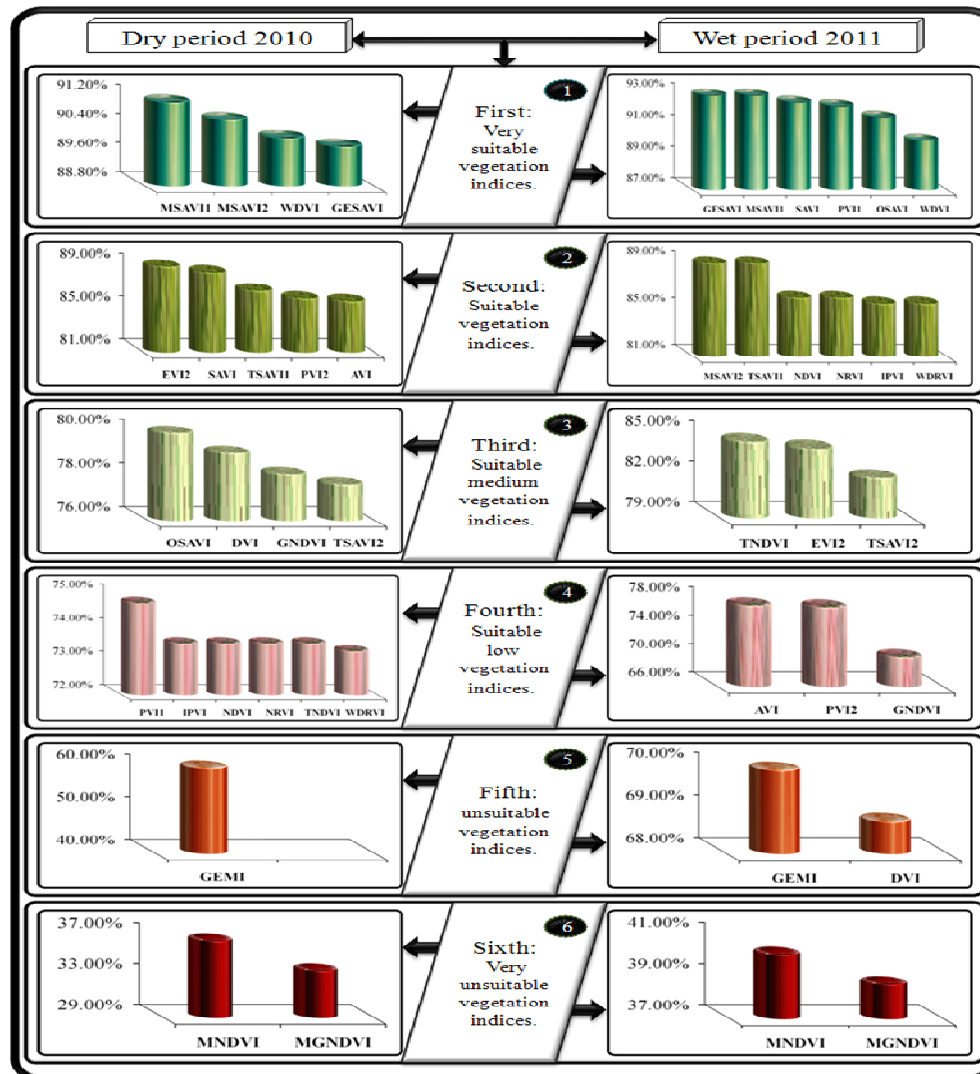 Dry period 2010
Wet period 2011
91.20%
90.40%
89.60%
88.80%
MSAVI1 MSAVI2 WDVI GESAVI
1
First:
Very
suitable
vegetation
indices.
93.00%
91.00%
89.00%
87.00%
GESAVI MSAVI1 SAVI PVI1 OSAVI WDVI
89.00%
85.00%
81.00%
EVI2 SAVI TSAVI1 PVI2 AVI
2
Second:
Suitable
vegetation
indices.
89.00%
85.00%
81.00%
MSAVI2 TSAVI1 NDVI NRVI IPVI WDRVI
80.00%
78.00%
76.00%
OSAVI DVI GNDVI TSAVI2
3
Third:
Suitable
medium
vegetation
indices.
85.00%
82.00%
79.00%
TNDVI EVI2 TSAVI2
75.00%
74.00%
73.00%
72.00%
PVI1 IPVI NDVI NRVI TNDVI WDRVI
4
Fourth:
Suitable
low
vegetation
indices.
78.00%
74.00%
70.00%
66.00%
AVI PVI2 GNDVI
60.00%
50.00%
40.00%
GEMI
5
Fifth:
unsuitable
vegetation
indices.
70.00%
69.00%
68.00%
GEMI DVI
37.00%
33.00%
29.00%
MNDVI MGNDVI
6
Sixth:
Very
unsuitable
vegetation
indices.
41.00%
39.00%
37.00%
MNDVI MGNDVI